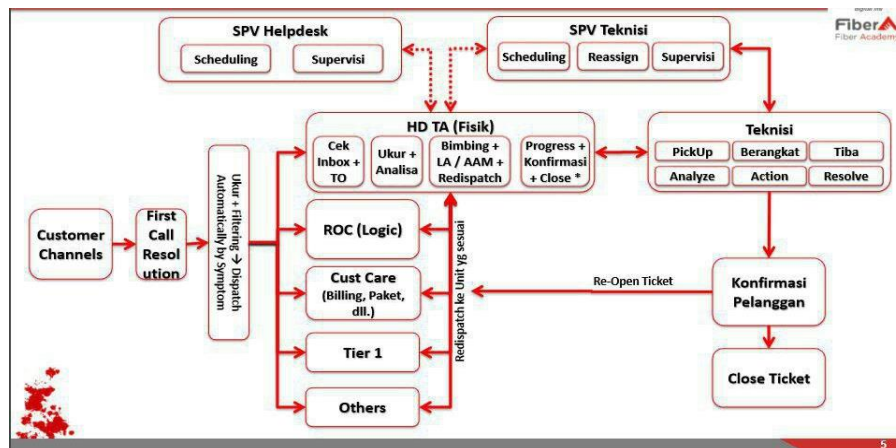 SPV Helpdesk
Scheduling
Supervisi
SPV Teknisi
Scheduling
Reassign
Supervisi
Fiber
Fiber Academy
HD TA (Fisik)
Cek
Inbox +
TO
Ukur +
Analisa
Bimbing +
LA / AAM +
Redispatch
Progress +
Konfirmasi
+ Close *
Teknisi
PickUp
Berangkat
Tiba
Analyze
Action
Resolve
Customer
Channels
First
Call
Resol
ution
Ukur + Filtering → Dispatch
Automatically by Symptom
ROC (Logic)
Cust Care
(Billing, Paket,
dll.)
Tier 1
Others
Redispatch ke Unit yg sesuai
Re-Open Ticket
Konfirmasi
Pelanggan
Close Ticket
5